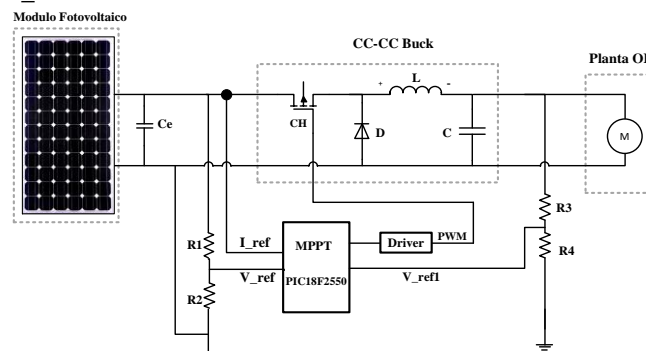 Modulo Fotovoltaico
CC-CC Buck
Planta OI
L
+ -
Ce
CH
D
C
M
R1
I_ref
MPPT
Driver
PWM
R3
V_ref
PIC18F2550
V_ref1
R4
R2